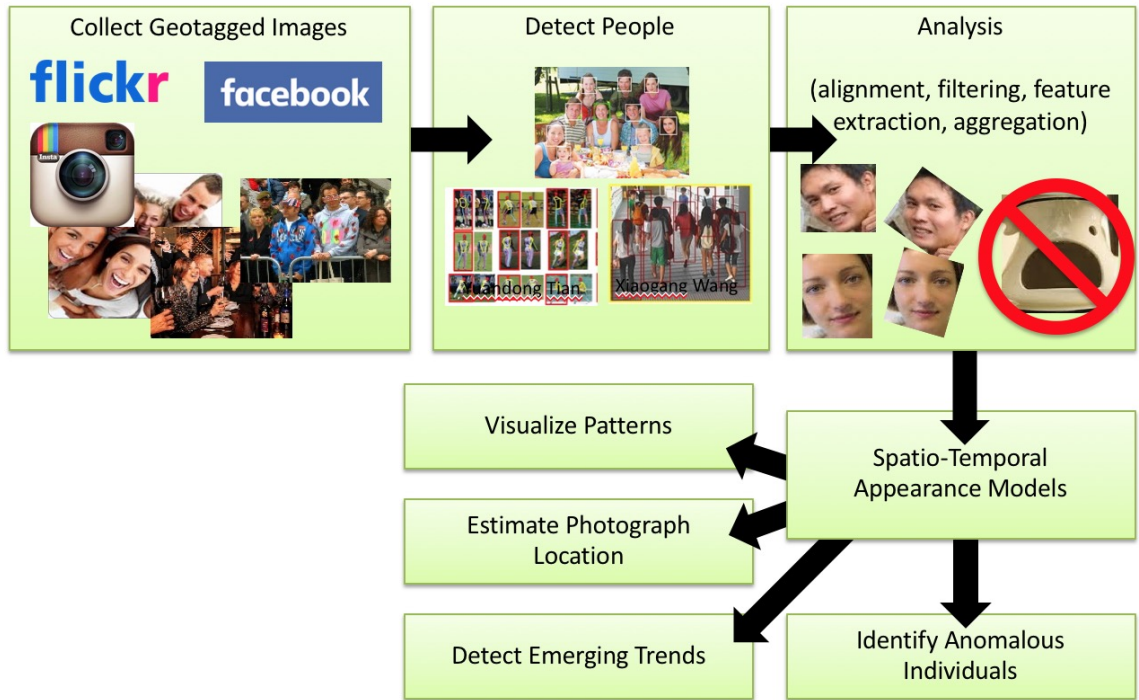 Collect Geotagged Images
flickr
facebook
Insta
Detect People
Yuandong Tian
Xiaogang Wang
Analysis
(alignment, filtering, feature
extraction, aggregation)
Spatio-Temporal
Appearance Models
Visualize Patterns
Estimate Photograph
Location
Detect Emerging Trends
Identify Anomalous
Individuals